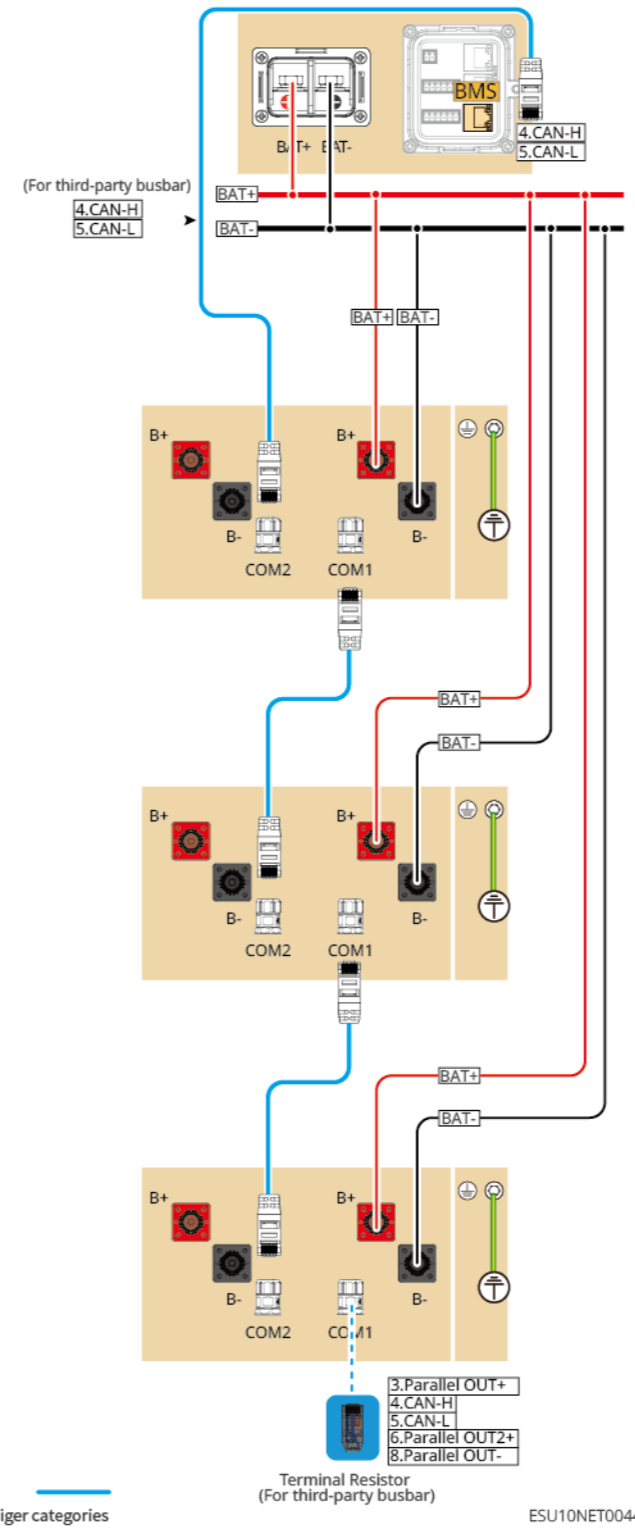 BMS
4.CAN-H
5.CAN-L
BAT+ BAT-
(For third-party busbar)
4.CAN-H
5.CAN-L
BAT+
BAT-
BAT+ BAT-
B+
B+
B-
B-
COM2
COM1
BAT+
BAT-
B+
B+
B-
B-
COM2
COM1
BAT+
BAT-
B+
B+
B-
B-
COM2
COM1
3.Parallel OUT+
4.CAN-H
5.CAN-L
6.Parallel OUT2+
8.Parallel OUT-
Terminal Resistor
(For third-party busbar)
categories